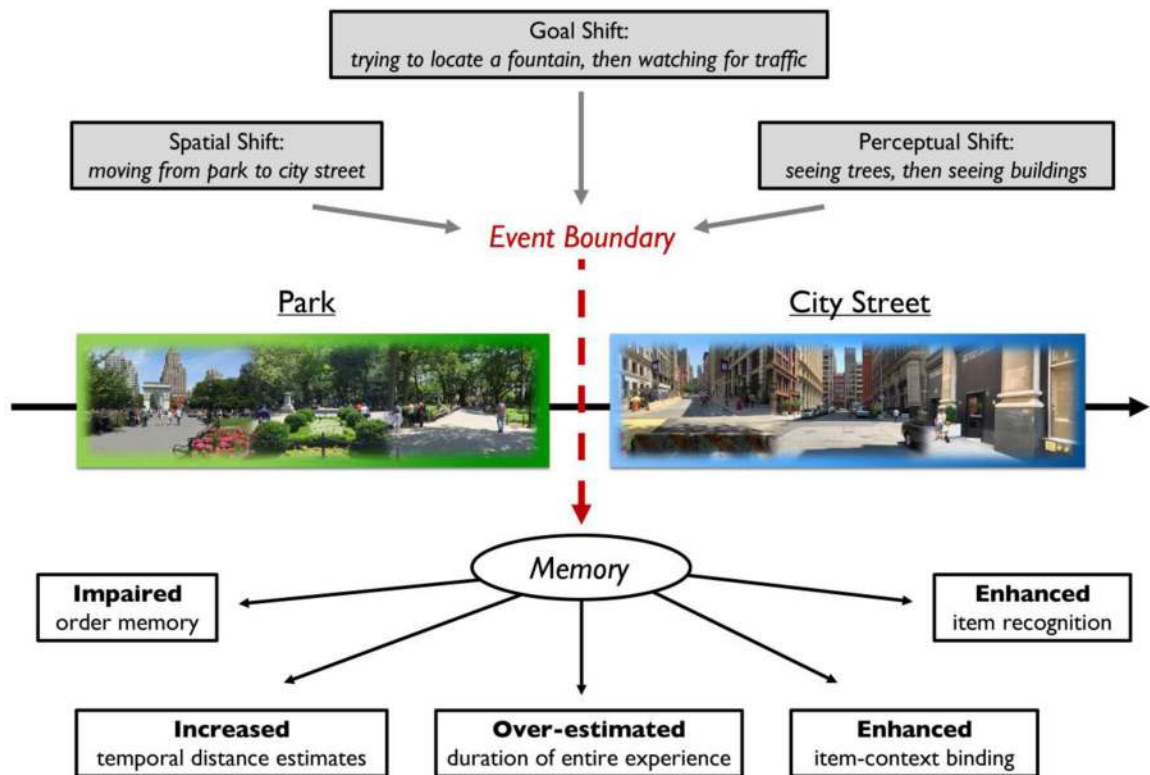 Goal Shift:
trying to locate a fountain, then watching for traffic
Spatial Shift:
moving from park to city street
Perceptual Shift:
seeing trees, then seeing buildings
Event Boundary
Park
City Street
Memory
Impaired
order memory
Enhanced
item recognition
Increased
temporal distance estimates
Over-estimated
duration of entire experience
Enhanced
item-context binding